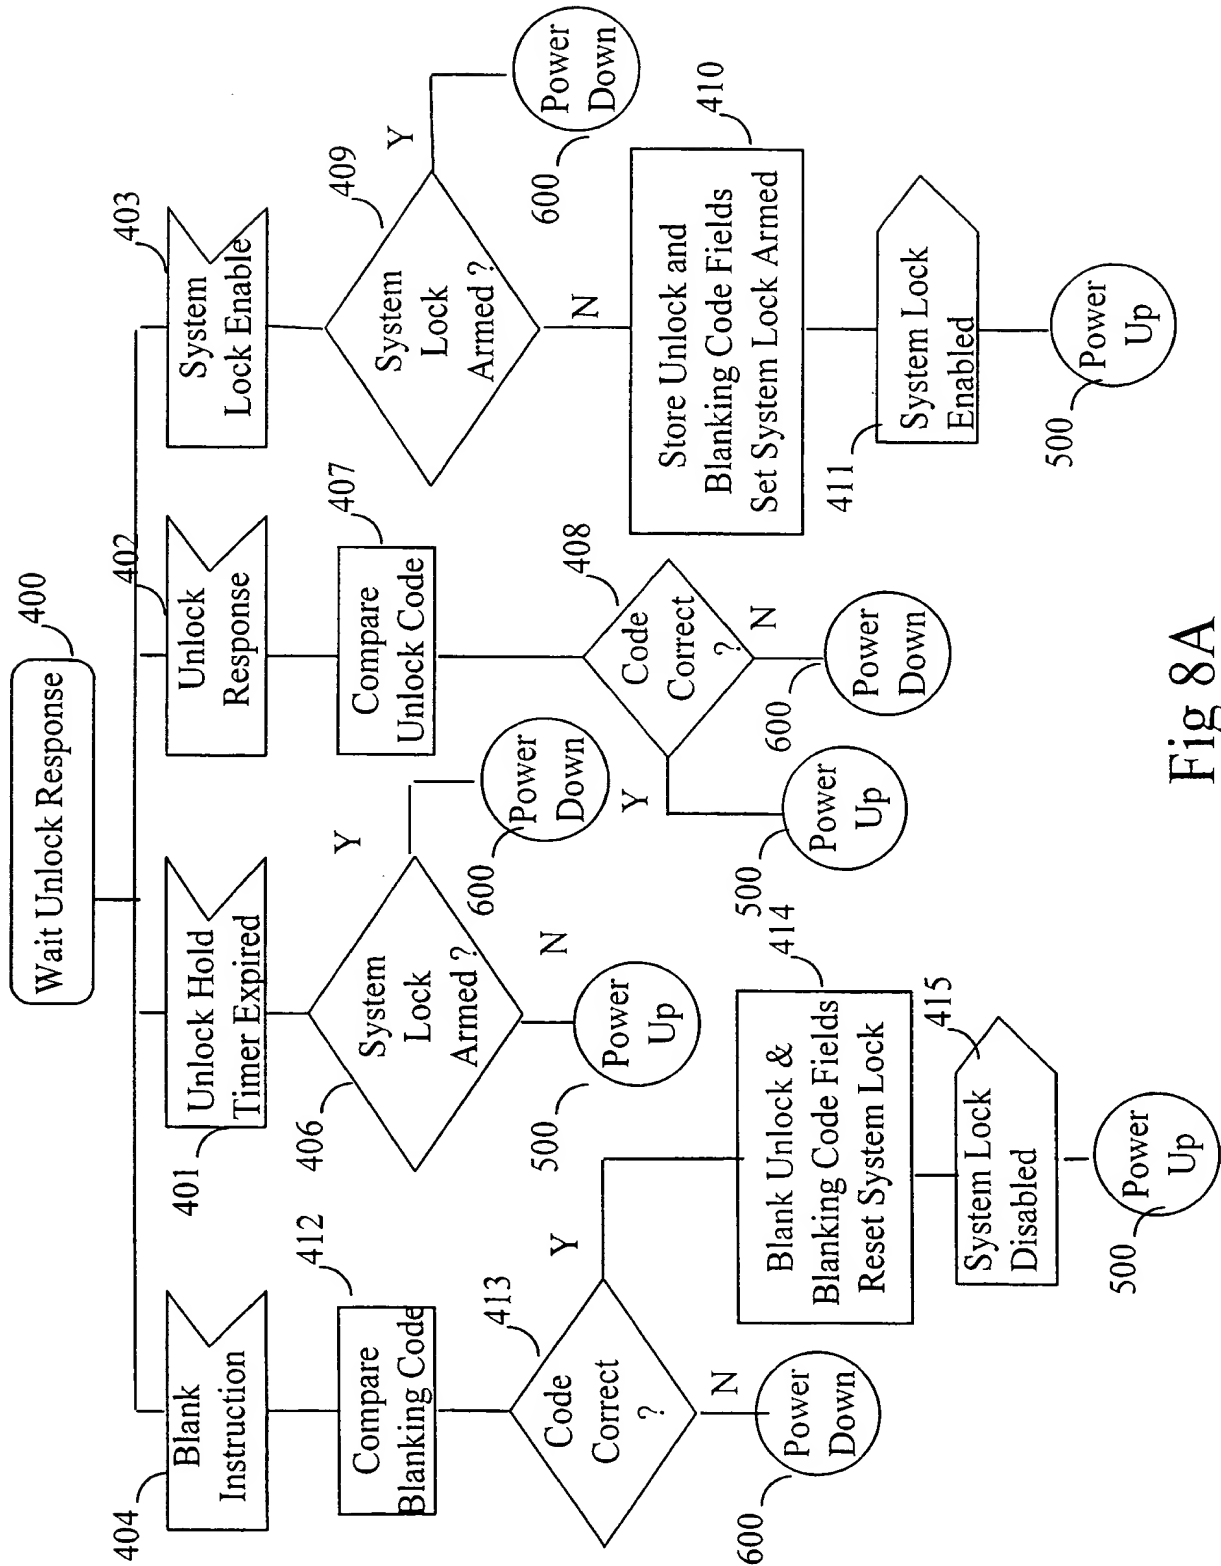 Wait Unlock Response
400
404
Blank
Instruction
412
Compare
Blanking Code
413
Code
Correct
?
Y
N
600
Power
Down
414
Blank Unlock &
Blanking Code Fields
Reset System Lock
415
System Lock
Disabled
500
Power
Up
401
Unlock Hold
Timer Expired
406
System
Lock
Armed ?
Y
N
600
Power
Down
500
Power
Up
402
Unlock
Response
407
Compare
Unlock Code
408
Code
Correct
?
Y
N
500
Power
Up
600
Power
Down
403
System
Lock Enable
409
System
Lock
Armed ?
Y
N
600
Power
Down
410
Store Unlock and
Blanking Code Fields
Set System Lock Armed
411
System Lock
Enabled
500
Power
Up
Fig 8A